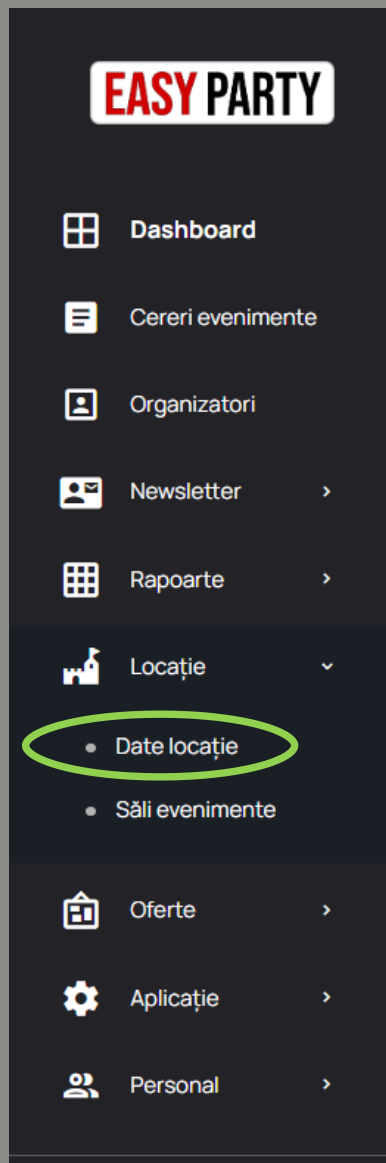 EASY PARTY
Dashboard
Cereri evenimente
Organizatori
Newsletter
Rapoarte
Locație
Date locație
Săli evenimente
Oferte
Aplicație
Personal